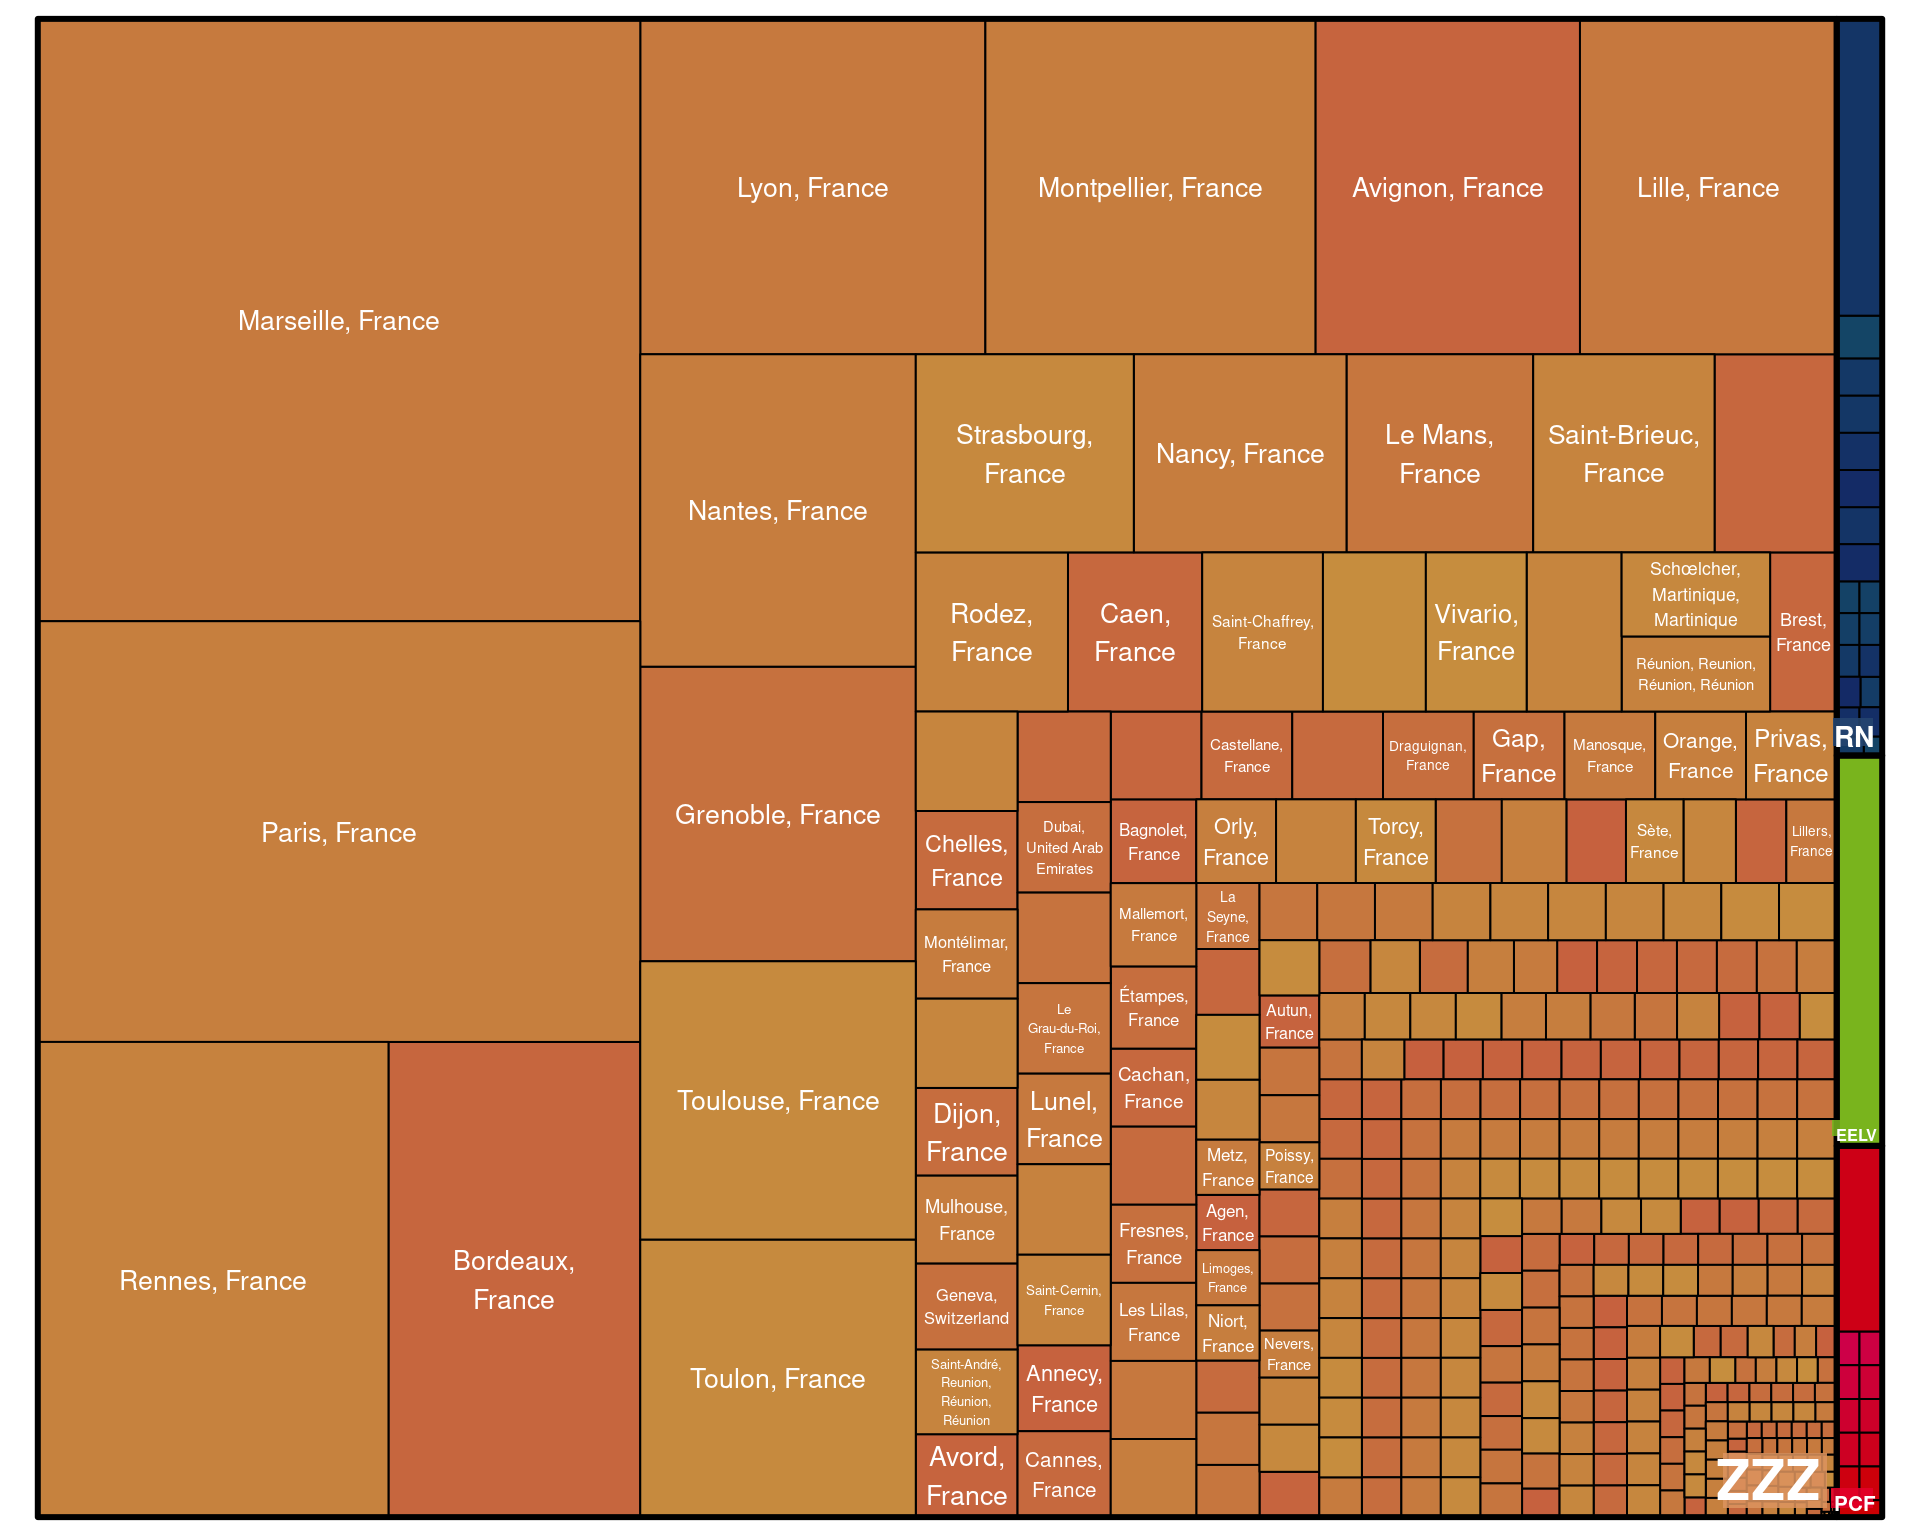 Marseille, France
Lyon, France
Montpellier, France
Avignon, France
Lille, France
Strasbourg,
France
Nancy, France
Le Mans,
France
Saint-Brieuc,
France
Nantes, France
Rodez,
France
Caen,
France
Saint-Chaffrey,
France
Vivario,
France
Schœlcher,
Martinique,
Martinique
Réunion, Reunion,
Réunion, Réunion
Brest,
France
Castellane,
France
Draguignan,
France
Gap,
France
Manosque,
France
Orange,
France
Privas,
France
RN
Paris, France
Grenoble, France
Chelles,
France
Dubai,
United Arab
Emirates
Bagnolet,
France
Orly,
France
Torcy,
France
Sète,
France
Lillers,
France
Montélimar,
France
Mallemort,
France
La
Seyne,
France
Le
Grau-du-Roi,
France
Étampes,
France
Autun,
France
Toulouse, France
Dijon,
France
Lunel,
France
Cachan,
France
Metz,
France
Poissy,
France
EELV
Rennes, France
Bordeaux,
France
Mulhouse,
France
Fresnes,
France
Agen,
France
Geneva,
Switzerland
Saint-Cernin,
France
Les Lilas,
France
Limoges,
France
Niort,
France
Nevers,
France
Toulon, France
Saint-André,
Reunion,
Réunion,
Réunion
Annecy,
France
Avord,
France
Cannes,
France
ZZZ
PCF